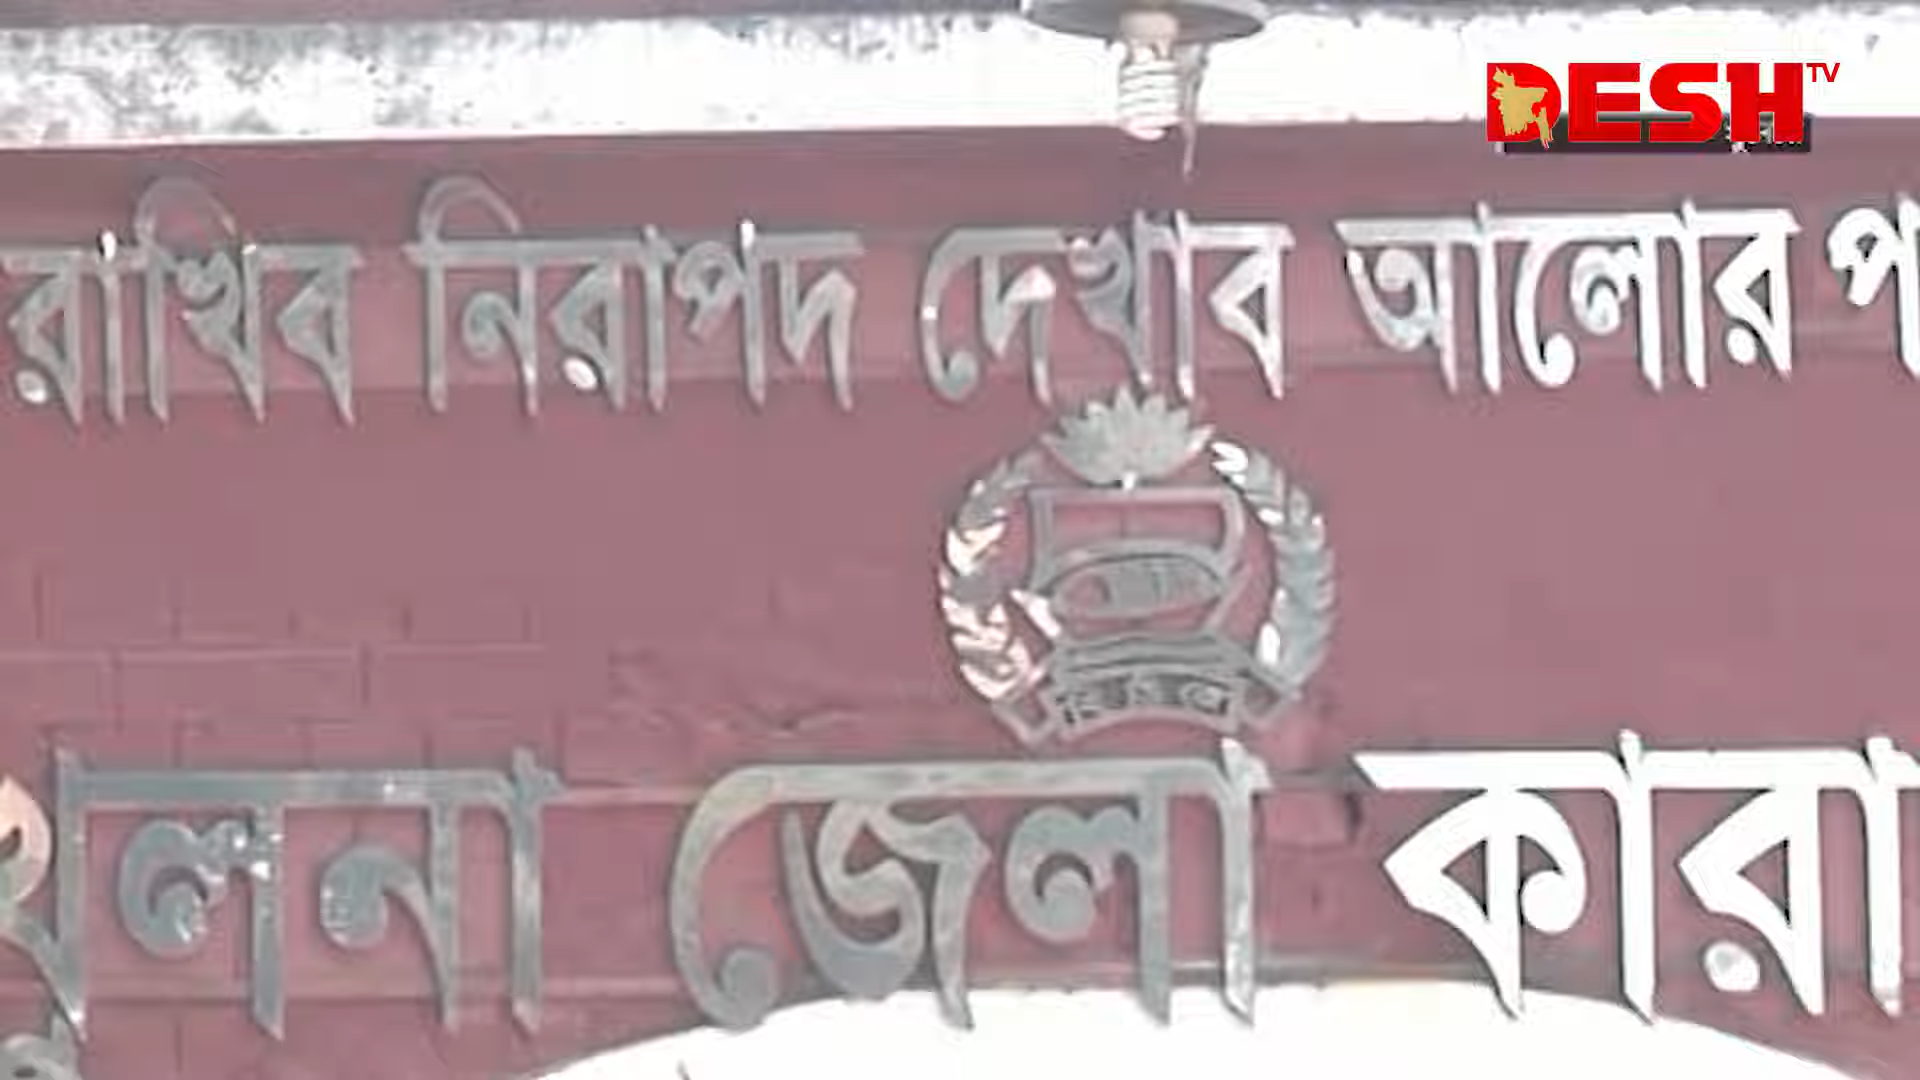 DESH TV
রাখিব নিরাপদ দেখাব আলোর প
খুলনা জেলা কারা